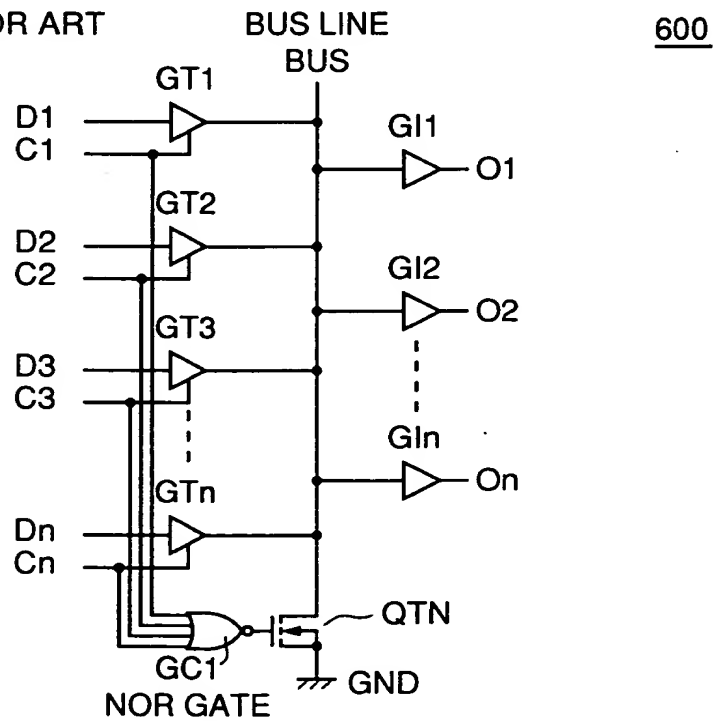 OR ART
BUS LINE
BUS
600
GT1
D1
C1
GI1
O1
GT2
D2
C2
GI2
O2
GT3
D3
C3
GIn
On
GTn
Dn
Cn
QTN
GC1
GND
NOR GATE